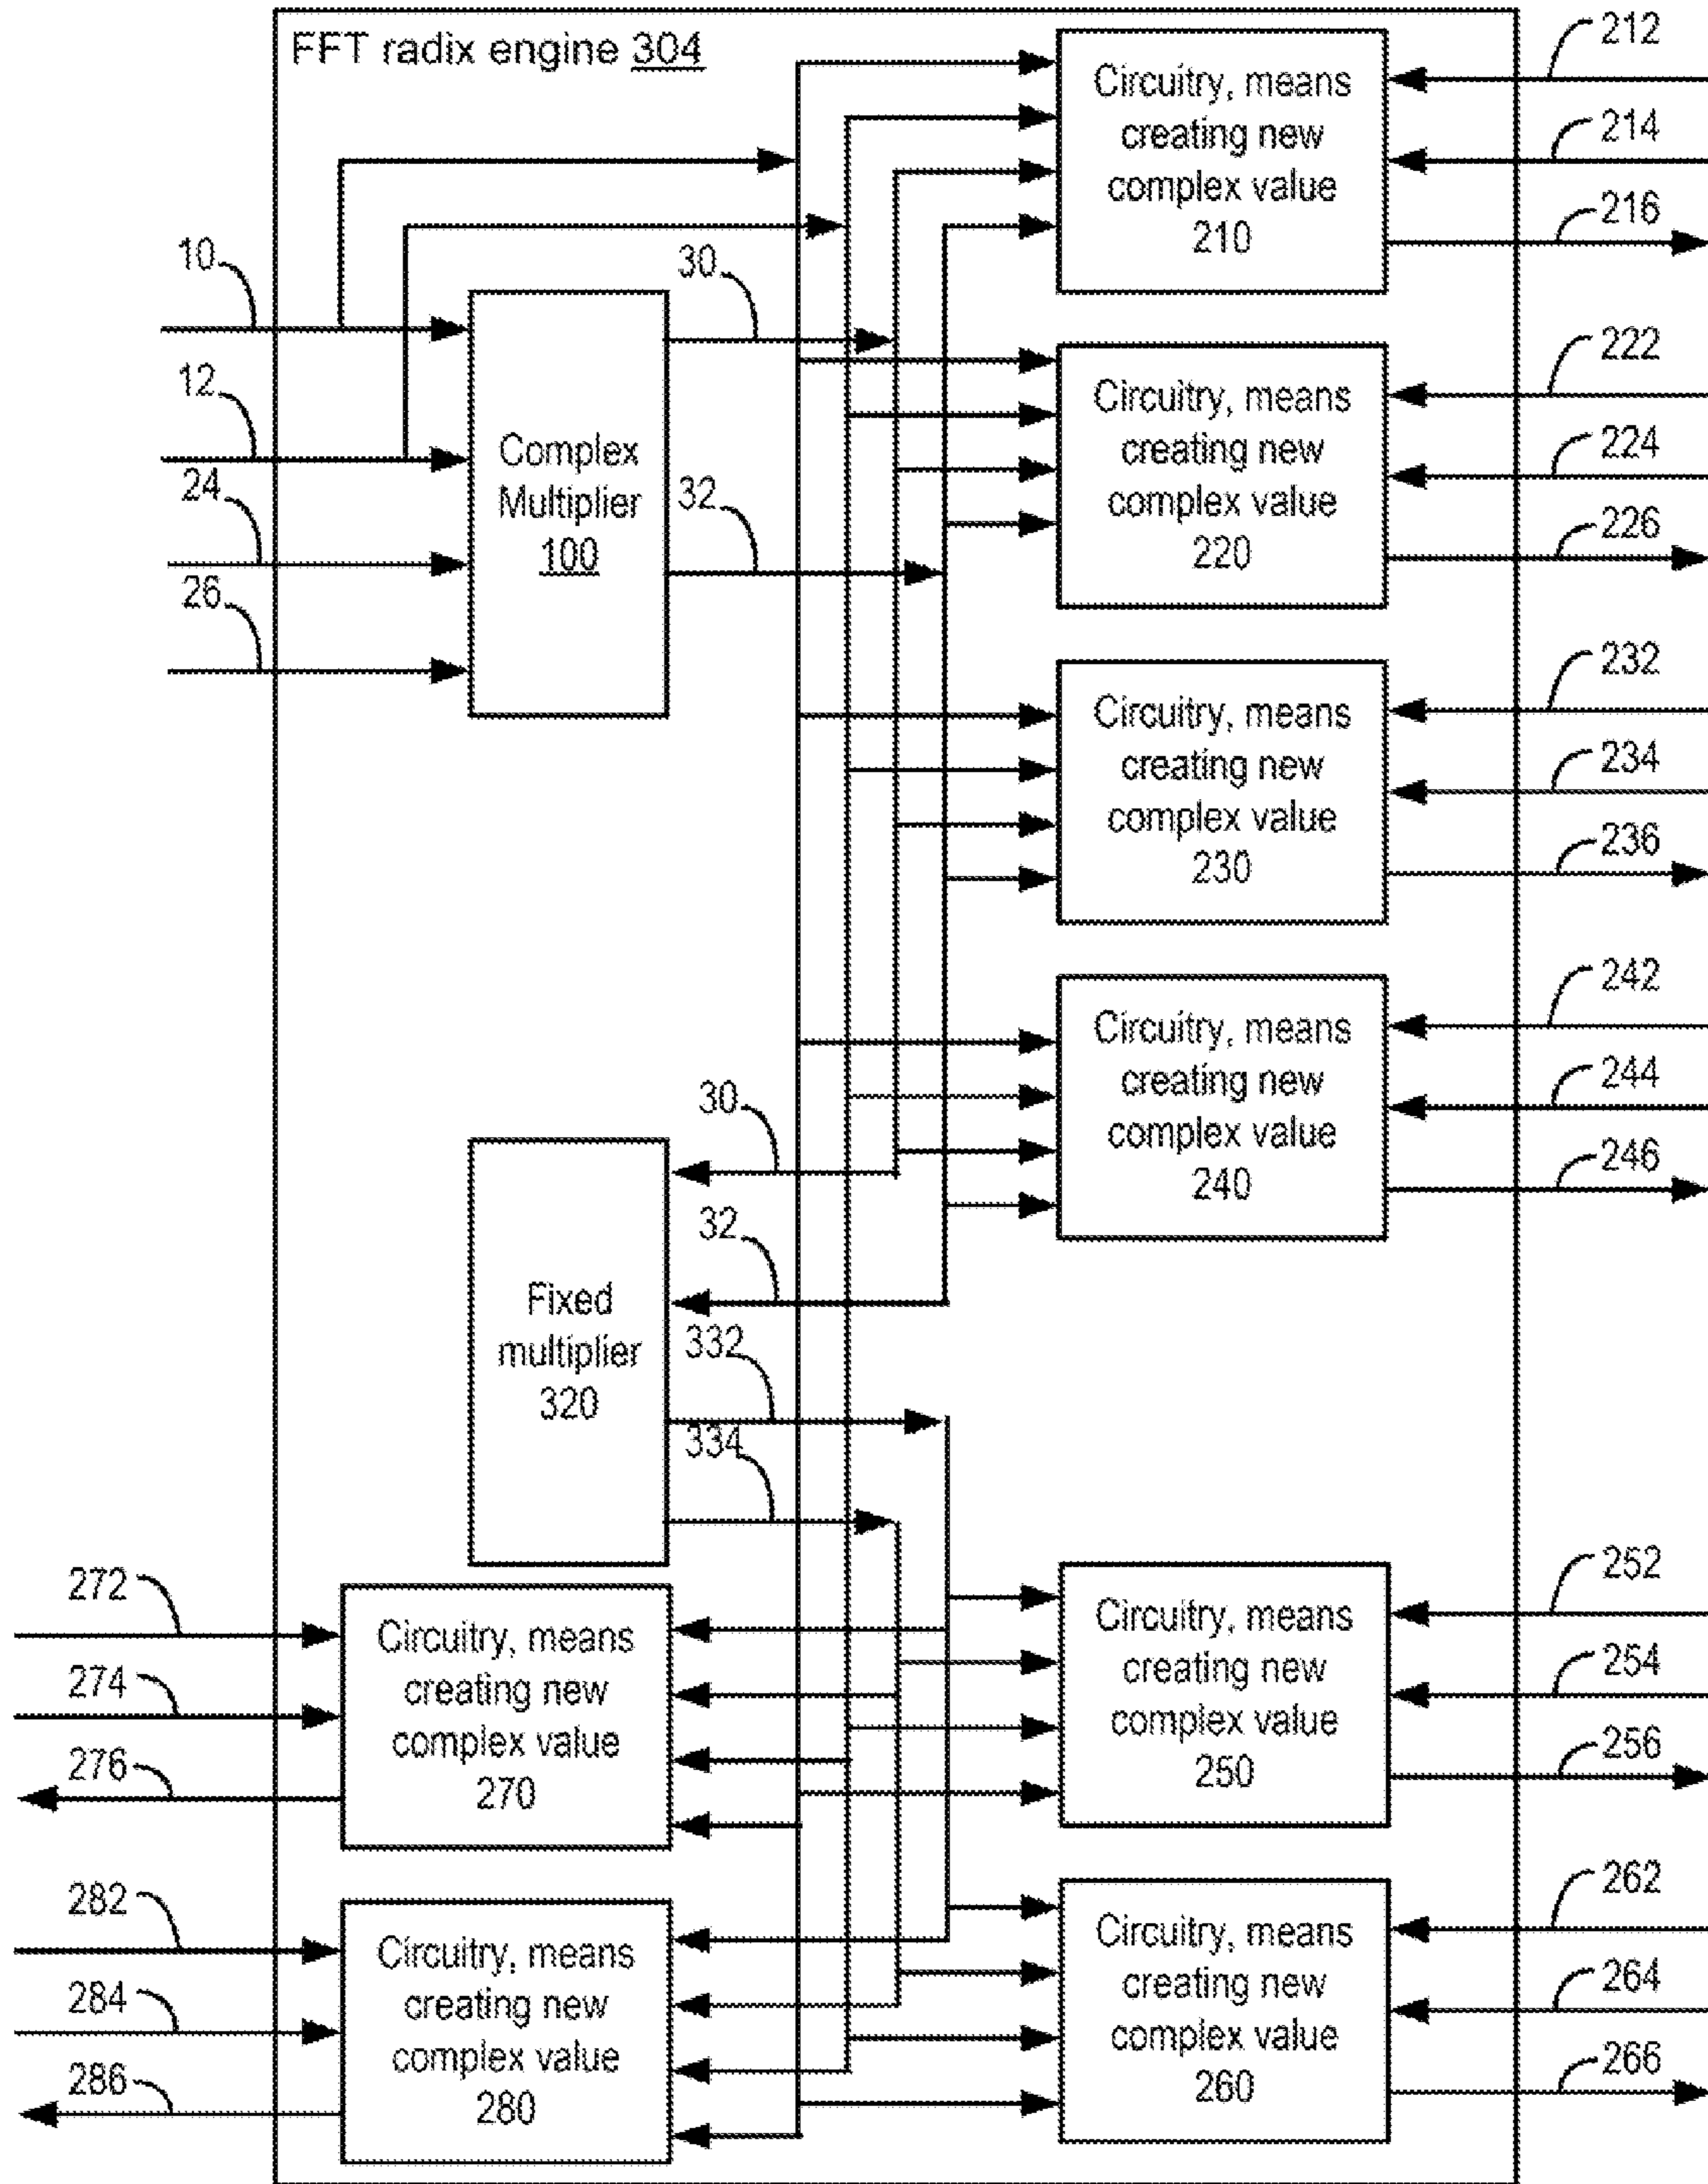 FFT radix engine 304
Circuitry, means
creating new
complex value
210
212
214
216
10
12
24
26
Complex
Multiplier
100
30
32
Circuitry, means
creating new
complex value
220
222
224
226
Circuitry, means
creating new
complex value
230
232
234
236
Circuitry, means
creating new
complex value
240
242
244
246
30
32
332
334
Fixed
multiplier
320
272
274
276
Circuitry, means
creating new
complex value
270
Circuitry, means
creating new
complex value
250
252
254
256
282
284
286
Circuitry, means
creating new
complex value
280
Circuitry, means
creating new
complex value
260
262
264
266